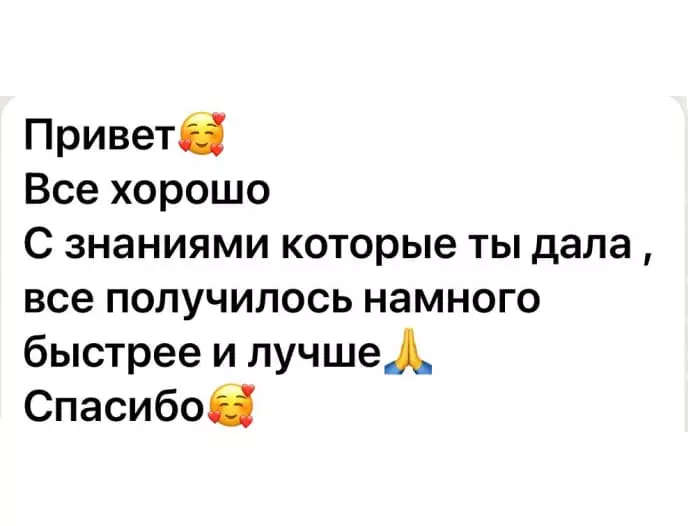 Привет🥰
Все хорошо
С знаниями которые ты дала ,
все получилось намного
быстрее и лучше🙏
Спасибо🥰